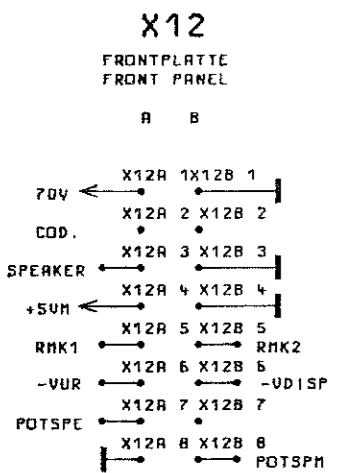 X12
FRONTPLATTE
FRONT PANEL
A B
X12A 1X12B 1
70V
X12A 2 X12B 2
COD.
X12A 3 X12B 3
SPEAKER
X12A 4 X12B 4
+5VM
X12A 5 X12B 5
RMK1 RMK2
X12A 6 X12B 6
-VUR -VDISP
X12A 7 X12B 7
POTSPE
X12A 8 X12B 8
POTSPM